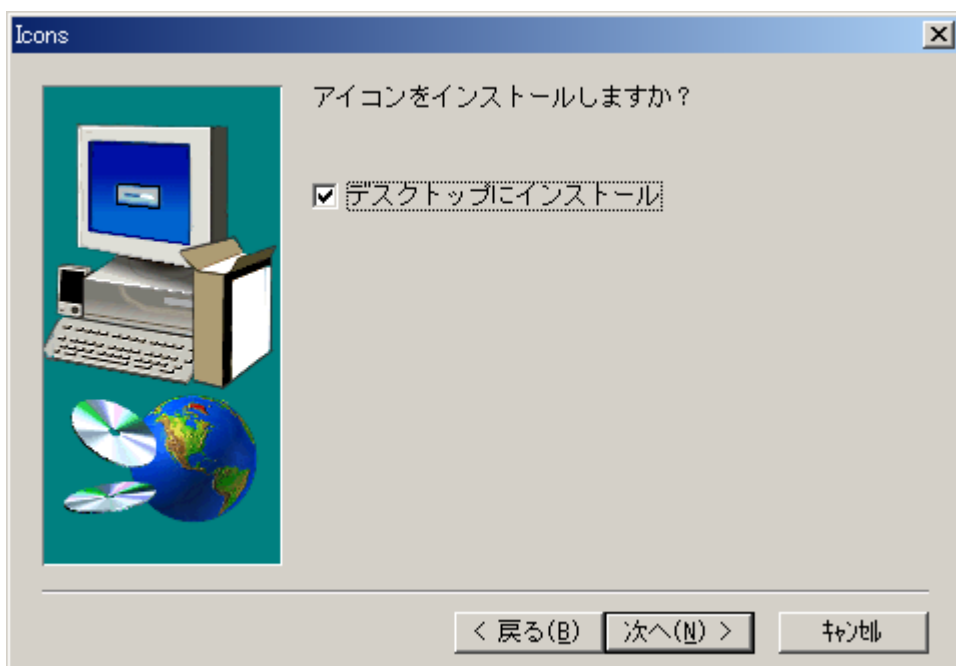 Icons
アイコンをインストールしますか？
デスクトップにインストール
< 戻る(B)
次へ(N) >
ｷｬﾝｾﾙ